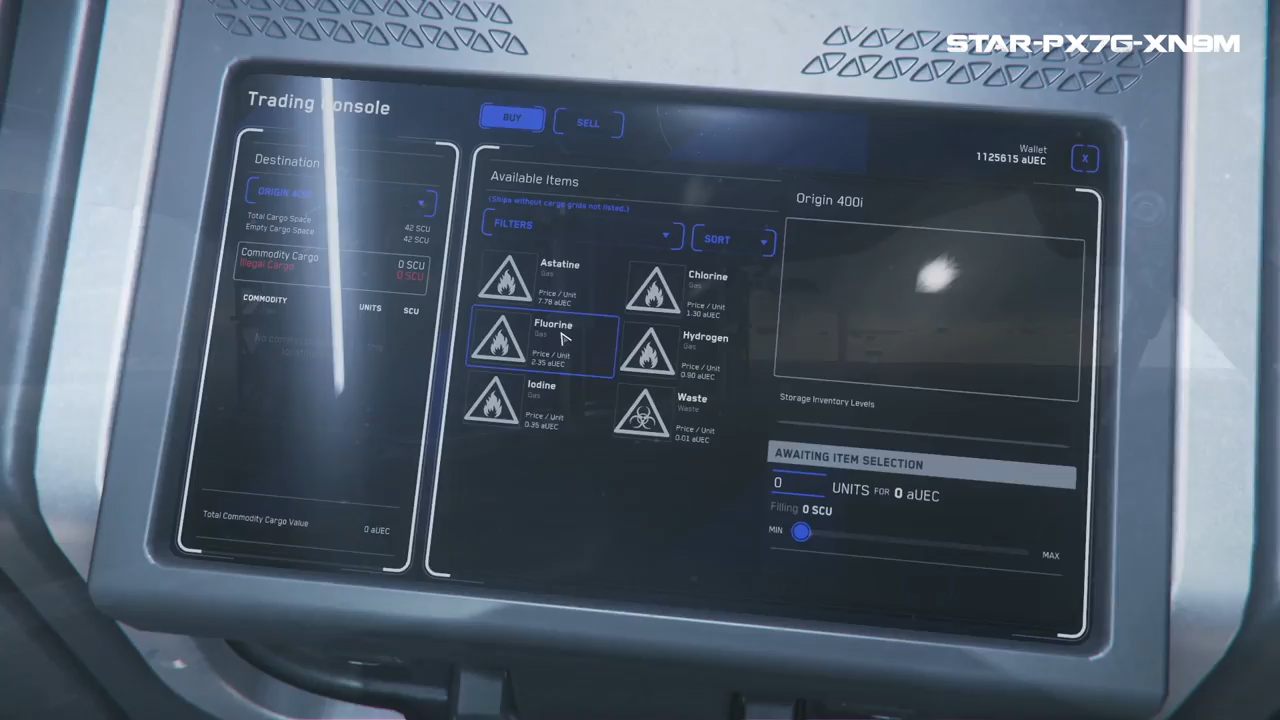 STAR-PX7G-XN9M
Trading Console
BUY
SELL
Wallet
1125615 aUEC
X
Destination
ORIGIN 400i
Total Cargo Space 42 SCU
Empty Cargo Space 42 SCU
Commodity Cargo 0 SCU
Illegal Cargo 0 SCU
COMMODITY UNITS SCU
Total Commodity Cargo Value 0 aUEC
Available Items
(Ships without cargo grids not listed.)
FILTERS
SORT
Astatine
Gas
Price / Unit
7.78 aUEC
Chlorine
Gas
Price / Unit
1.30 aUEC
Fluorine
Gas
Price / Unit
2.35 aUEC
Hydrogen
Gas
Price / Unit
0.90 aUEC
Iodine
Gas
Price / Unit
0.35 aUEC
Waste
Waste
Price / Unit
0.01 aUEC
Origin 400i
Storage Inventory Levels
AWAITING ITEM SELECTION
0 UNITS FOR 0 aUEC
Filling 0 SCU
MIN
MAX